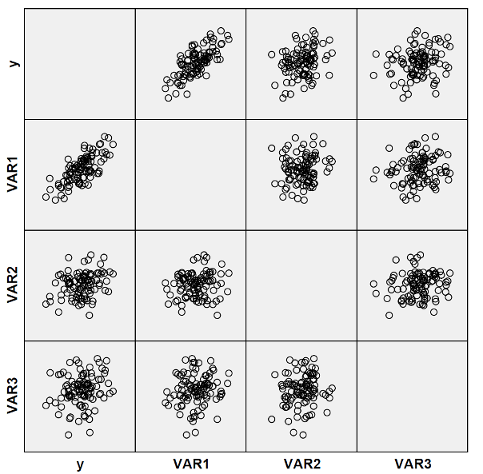 y
VAR1
VAR2
VAR3
y VAR1 VAR2 VAR3